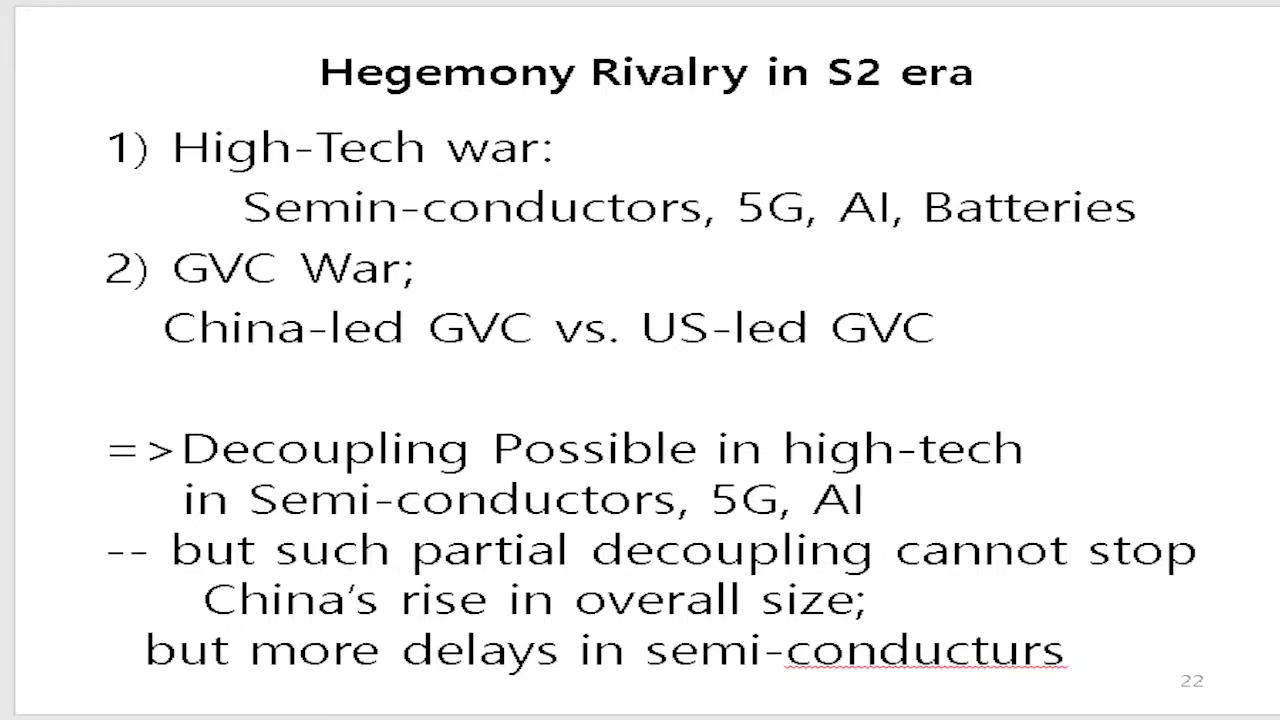 Hegemony Rivalry in S2 era
1) High-Tech war:
Semin-conductors, 5G, AI, Batteries
2) GVC War;
China-led GVC vs. US-led GVC
=>Decoupling Possible in high-tech
in Semi-conductors, 5G, AI
-- but such partial decoupling cannot stop
China's rise in overall size;
but more delays in semi-conducturs
22